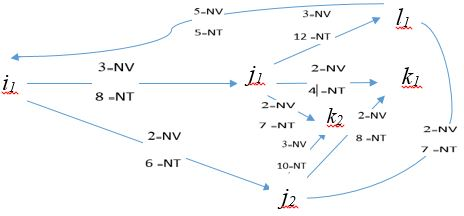 5–NV
5–NT
3–NV
12 –NT
l₁
i₁
3–NV
8 –NT
j₁
2–NV
4 –NT
k₁
2–NV
7 –NT
k₂
2–NV
8 –NT
3–NV
10–NT
2–NV
7 –NT
2–NV
6 –NT
j₂